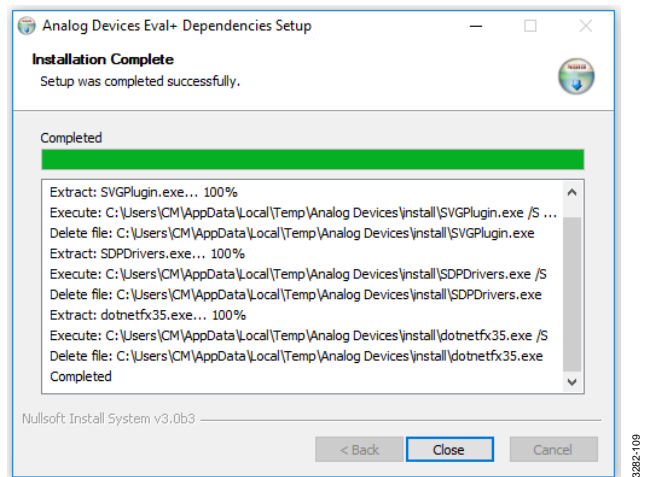 Analog Devices Eval+ Dependencies Setup
Installation Complete
Setup was completed successfully.
Completed
Extract: SVGPlugin.exe... 100%
Execute: C:\Users\CM\AppData\Local\Temp\Analog Devices\install\SVGPlugin.exe /S ...
Delete file: C:\Users\CM\AppData\Local\Temp\Analog Devices\install\SVGPlugin.exe
Extract: SDPDrivers.exe... 100%
Execute: C:\Users\CM\AppData\Local\Temp\Analog Devices\install\SDPDrivers.exe /S
Delete file: C:\Users\CM\AppData\Local\Temp\Analog Devices\install\SDPDrivers.exe
Extract: dotnetfx35.exe... 100%
Execute: C:\Users\CM\AppData\Local\Temp\Analog Devices\install\dotnetfx35.exe /S
Delete file: C:\Users\CM\AppData\Local\Temp\Analog Devices\install\dotnetfx35.exe
Completed
Nullsoft Install System v3.0b3
< Back
Close
Cancel
3282-109